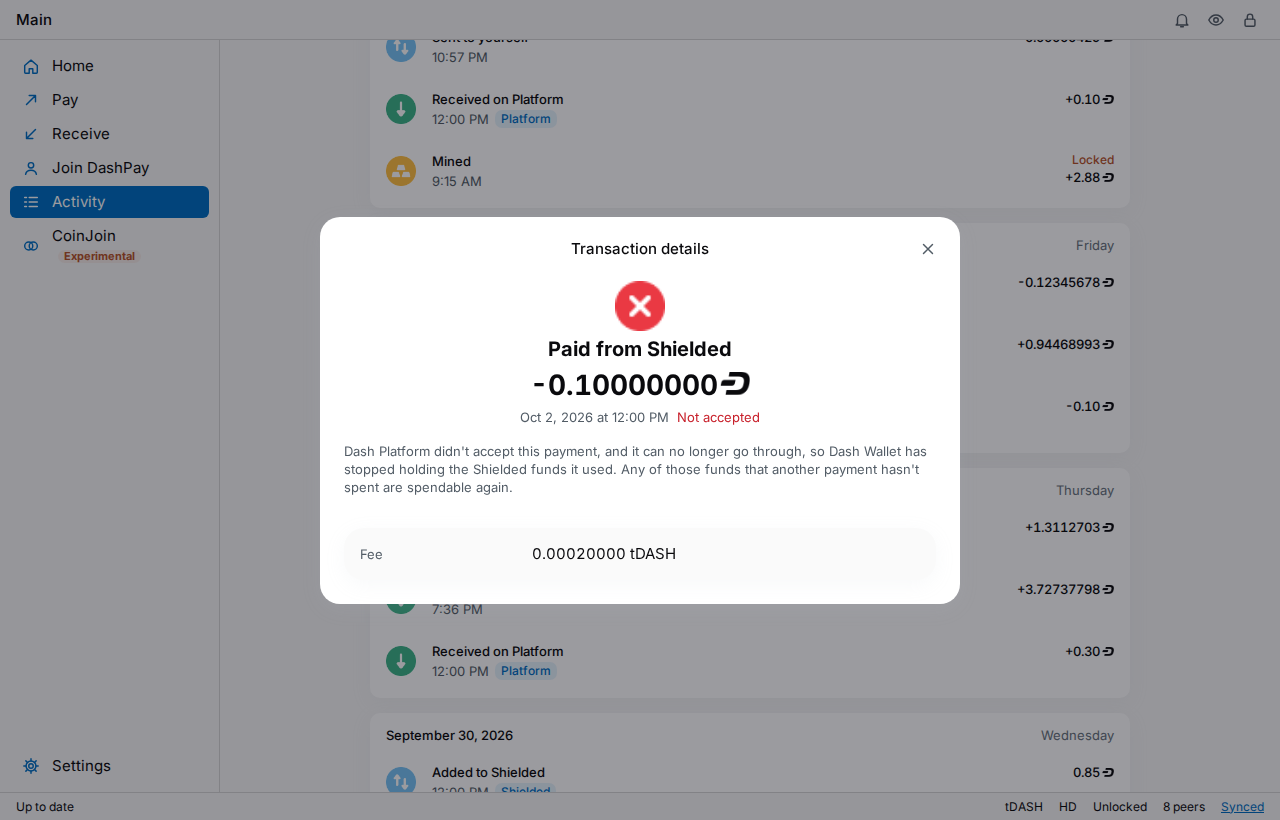 Main
Home
Pay
Receive
Join DashPay
Activity
CoinJoin
Experimental
Settings
10:57 PM
Received on Platform
+0.10
12:00 PM Platform
Mined
Locked
9:15 AM
+2.88
Friday
-0.12345678
+0.94468993
-0.10
Transaction details
Paid from Shielded
-0.10000000
Oct 2, 2026 at 12:00 PM Not accepted
Dash Platform didn't accept this payment, and it can no longer go through, so Dash Wallet has
stopped holding the Shielded funds it used. Any of those funds that another payment hasn't
spent are spendable again.
Fee 0.00020000 tDASH
Thursday
+1.3112703
+3.72737798
7:36 PM
Received on Platform
+0.30
12:00 PM Platform
September 30, 2026 Wednesday
Added to Shielded
0.85
12:00 PM Shielded
Up to date
tDASH HD Unlocked 8 peers Synced